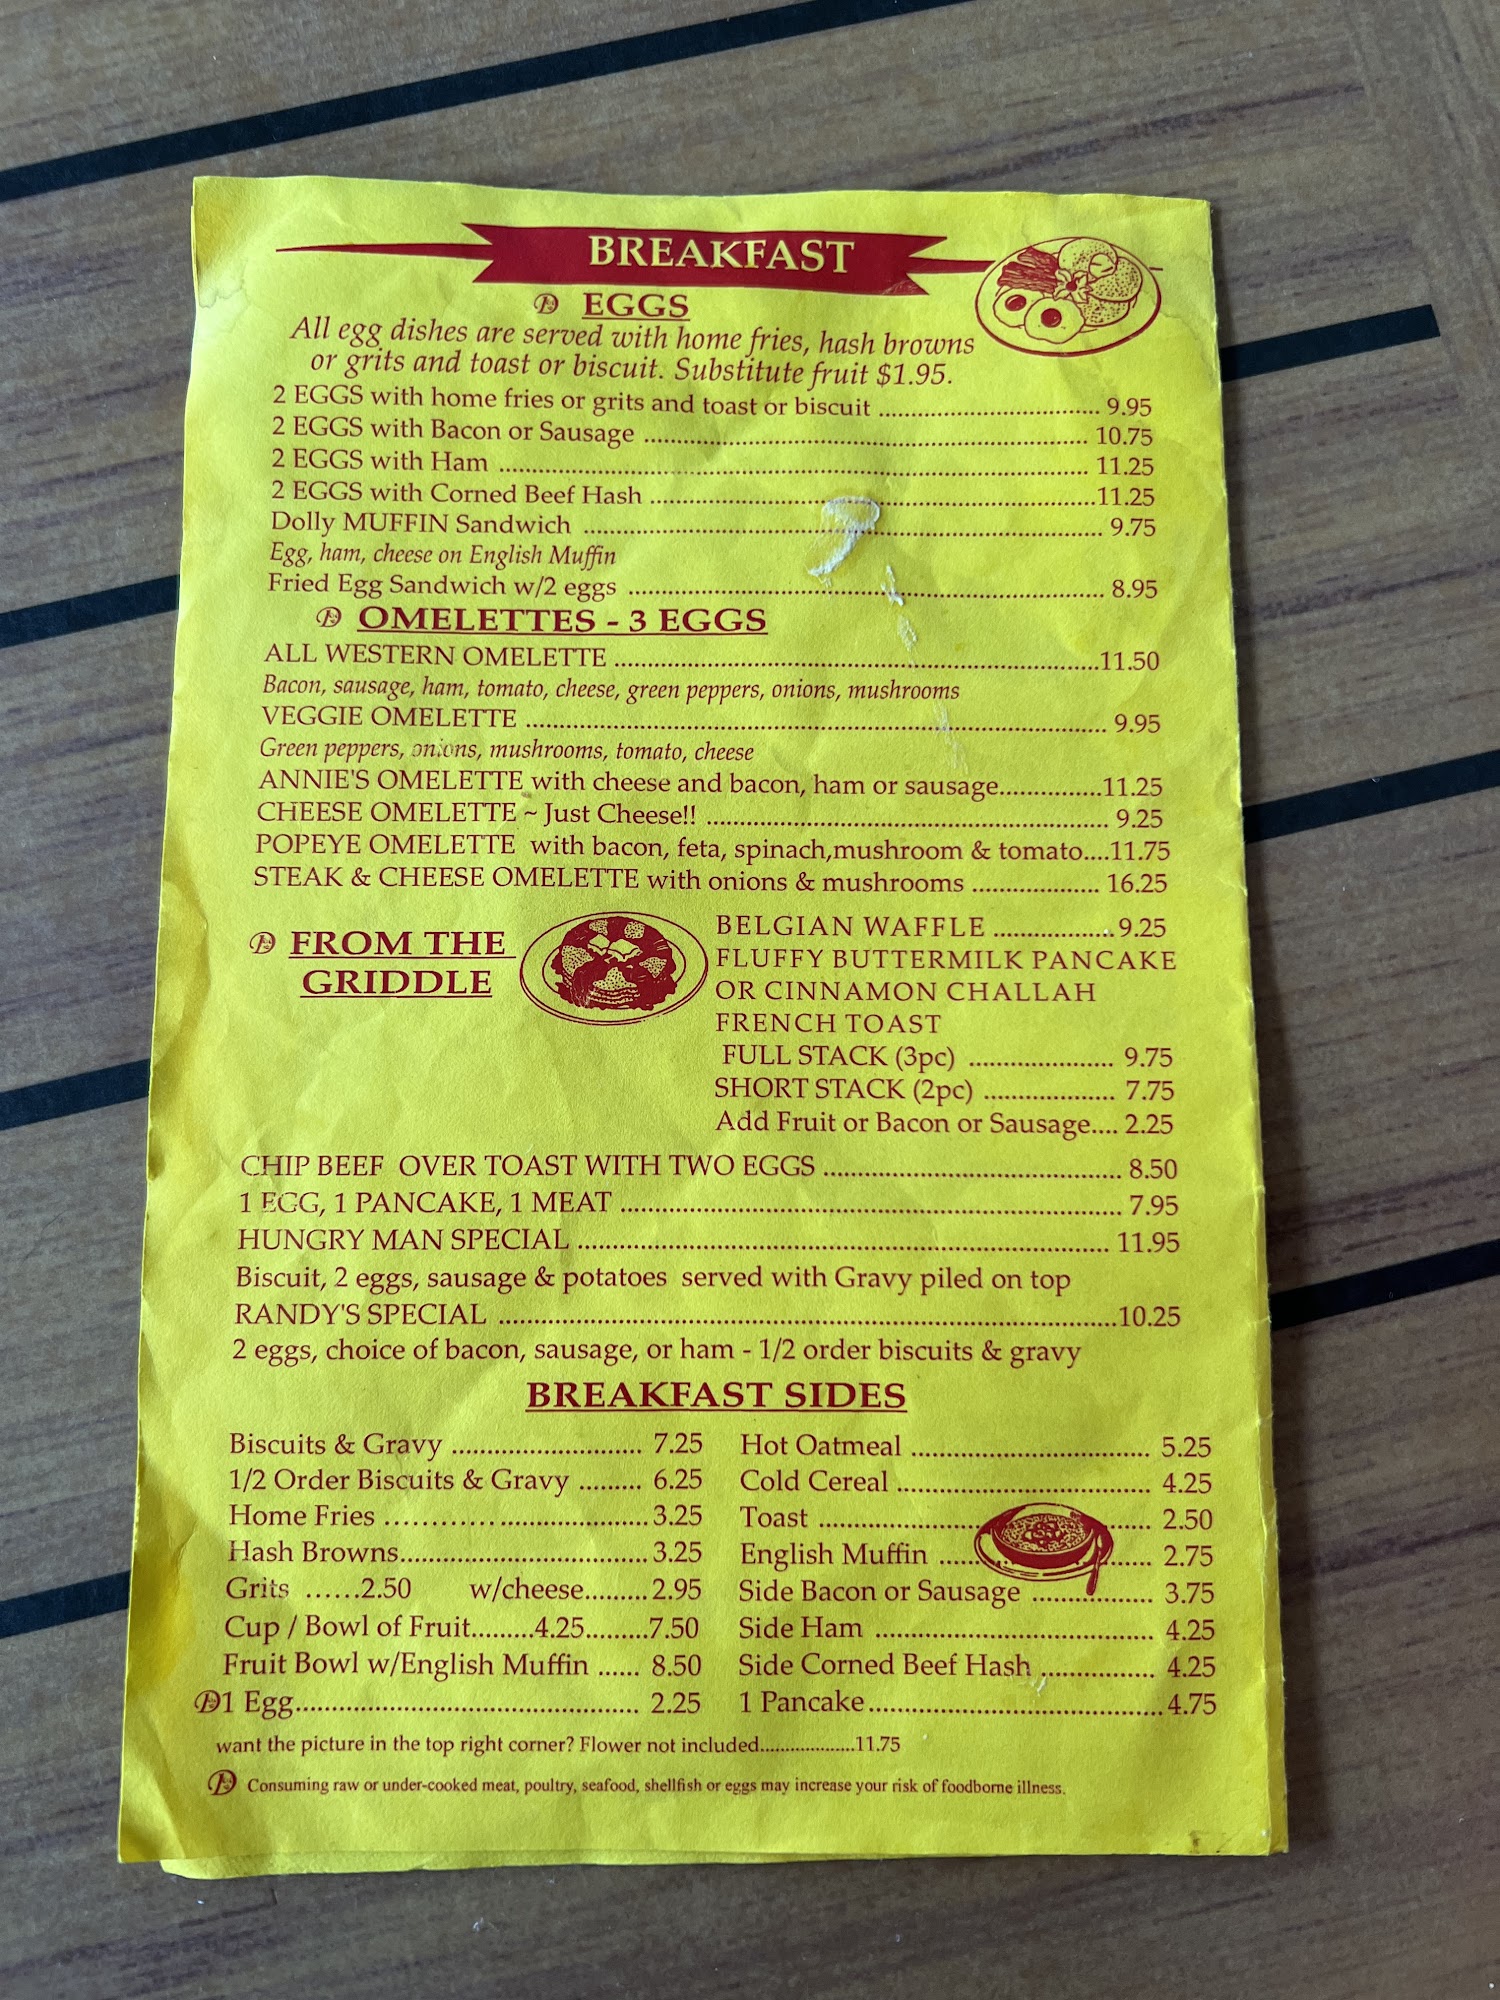 BREAKFAST
EGGS
All egg dishes are served with home fries, hash browns
or grits and toast or biscuit. Substitute fruit $1.95.
2 EGGS with home fries or grits and toast or biscuit ................................ 9.95
2 EGGS with Bacon or Sausage ................................ 10.75
2 EGGS with Ham ................................ 11.25
2 EGGS with Corned Beef Hash ................................ 11.25
Dolly MUFFIN Sandwich ................................ 9.75
Egg, ham, cheese on English Muffin
Fried Egg Sandwich w/2 eggs ................................ 8.95
OMELETTES - 3 EGGS
ALL WESTERN OMELETTE ................................ 11.50
Bacon, sausage, ham, tomato, cheese, green peppers, onions, mushrooms
VEGGIE OMELETTE ................................ 9.95
Green peppers, onions, mushrooms, tomato, cheese
ANNIE'S OMELETTE with cheese and bacon, ham or sausage................11.25
CHEESE OMELETTE ~ Just Cheese!! ................................ 9.25
POPEYE OMELETTE with bacon, feta, spinach,mushroom & tomato....11.75
STEAK & CHEESE OMELETTE with onions & mushrooms .................. 16.25
FROM THE
GRIDDLE
BELGIAN WAFFLE ..................9.25
FLUFFY BUTTERMILK PANCAKE
OR CINNAMON CHALLAH
FRENCH TOAST
FULL STACK (3pc) ..................... 9.75
SHORT STACK (2pc) ................... 7.75
Add Fruit or Bacon or Sausage.... 2.25
CHIP BEEF OVER TOAST WITH TWO EGGS ................................ 8.50
1 EGG, 1 PANCAKE, 1 MEAT ................................ 7.95
HUNGRY MAN SPECIAL ................................ 11.95
Biscuit, 2 eggs, sausage & potatoes served with Gravy piled on top
RANDY'S SPECIAL ................................10.25
2 eggs, choice of bacon, sausage, or ham - 1/2 order biscuits & gravy
BREAKFAST SIDES
Biscuits & Gravy ........................... 7.25
1/2 Order Biscuits & Gravy ......... 6.25
Home Fries ................................ 3.25
Hash Browns................................ 3.25
Grits ......2.50 w/cheese.........2.95
Cup / Bowl of Fruit.........4.25.........7.50
Fruit Bowl w/English Muffin ...... 8.50
1 Egg................................ 2.25
Hot Oatmeal ................................ 5.25
Cold Cereal ................................ 4.25
Toast ................................ 2.50
English Muffin ................................ 2.75
Side Bacon or Sausage ................. 3.75
Side Ham ................................ 4.25
Side Corned Beef Hash ................ 4.25
1 Pancake................................ 4.75
want the picture in the top right corner? Flower not included....................11.75
Consuming raw or under-cooked meat, poultry, seafood, shellfish or eggs may increase your risk of foodborne illness.